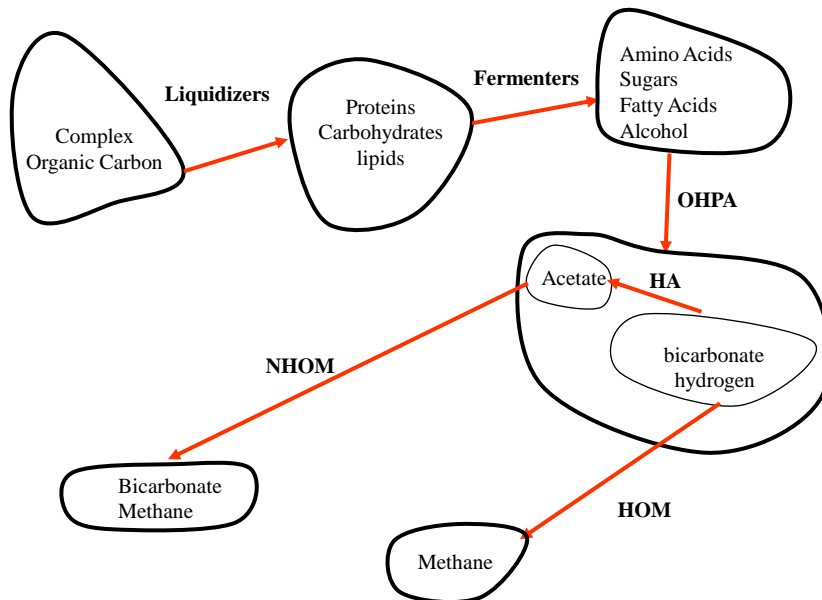 Liquidizers
Fermenters
Complex
Organic Carbon
Proteins
Carbohydrates
lipids
Amino Acids
Sugars
Fatty Acids
Alcohol
OHPA
Acetate
HA
bicarbonate
hydrogen
NHOM
Bicarbonate
Methane
HOM
Methane